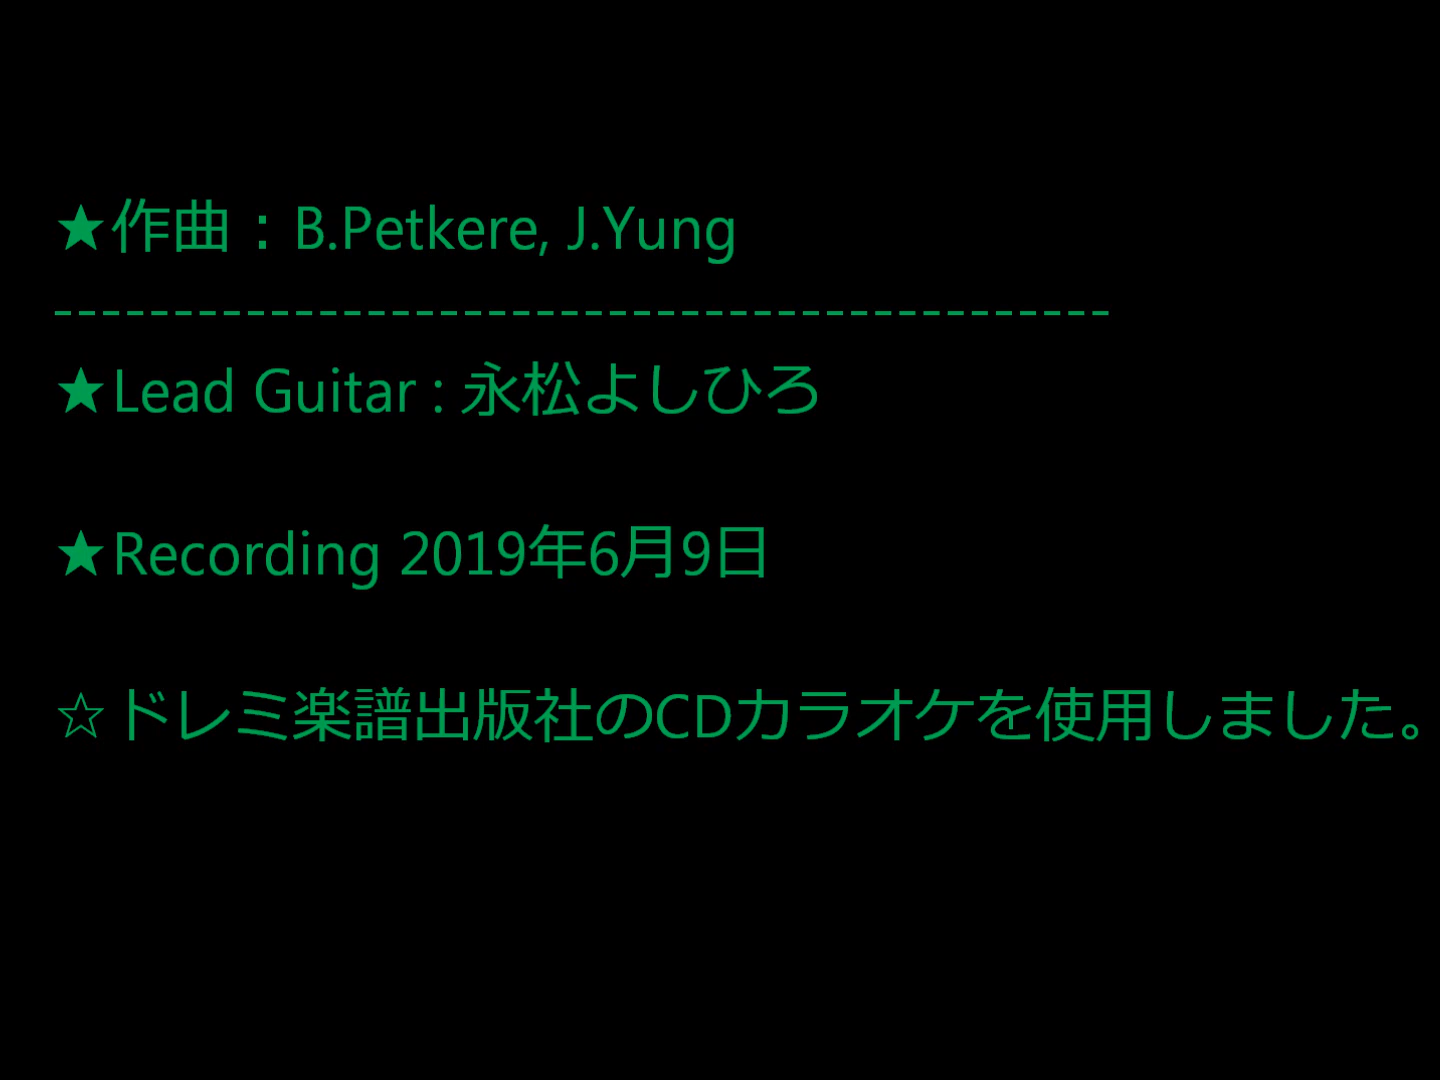 ★作曲：B.Petkere, J.Yung
--------------------------------------------
★Lead Guitar : 永松よしひろ
★Recording 2019年6月9日
☆ドレミ楽譜出版社のCDカラオケを使用しました。